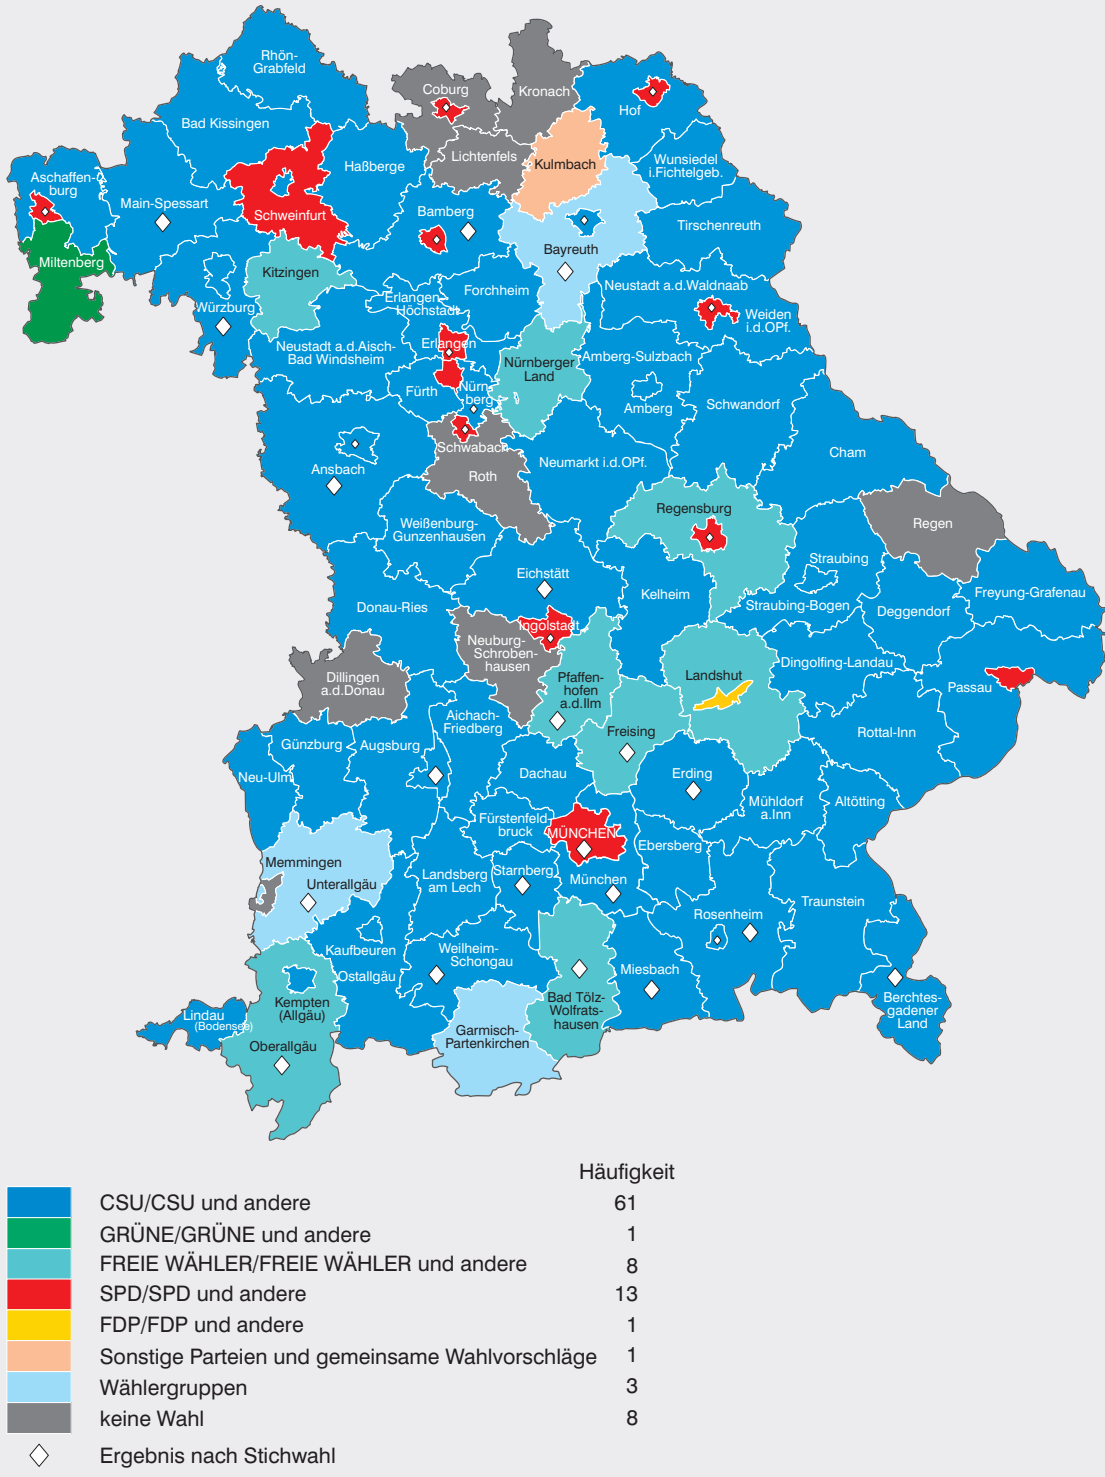 Rhön-
Grabfeld
Coburg
Kronach
Hof
Bad Kissingen
Lichtenfels
Kulmbach
Haßberge
Wunsiedel
i.Fichtelgeb.
Aschaffen-
burg
Main-Spessart
Schweinfurt
Bamberg
Tirschenreuth
Bayreuth
Miltenberg
Kitzingen
Forchheim
Neustadt a.d.Waldnaab
Erlangen-
Höchstadt
Würzburg
Weiden
i.d.OPf.
Neustadt a.d.Aisch-
Bad Windsheim
Erlangen
Nürnberger
Land
Amberg-Sulzbach
Fürth
Nürn-
berg
Amberg
Schwandorf
Schwabach
Cham
Ansbach
Roth
Neumarkt i.d.OPf.
Regensburg
Regen
Weißenburg-
Gunzenhausen
Straubing
Eichstätt
Kelheim
Freyung-Grafenau
Donau-Ries
Straubing-Bogen
Deggendorf
Ingolstadt
Neuburg-
Schroben-
hausen
Dingolfing-Landau
Dillingen
a.d.Donau
Pfaffen-
hofen
a.d.Ilm
Landshut
Passau
Aichach-
Friedberg
Freising
Rottal-Inn
Günzburg
Augsburg
Neu-Ulm
Dachau
Erding
Mühldorf
a.Inn
Altötting
Fürstenfeld
bruck
MÜNCHEN
Ebersberg
Memmingen
Unterallgäu
Landsberg
am Lech
Starnberg
München
Rosenheim
Traunstein
Kaufbeuren
Ostallgäu
Weilheim-
Schongau
Miesbach
Kempten
(Allgäu)
Bad Tölz-
Wolfrats-
hausen
Berchtes-
gadener
Land
Lindau
(Bodensee)
Garmisch-
Partenkirchen
Oberallgäu
Häufigkeit
CSU/CSU und andere 61
GRÜNE/GRÜNE und andere 1
FREIE WÄHLER/FREIE WÄHLER und andere 8
SPD/SPD und andere 13
FDP/FDP und andere 1
Sonstige Parteien und gemeinsame Wahlvorschläge 1
Wählergruppen 3
keine Wahl 8
Ergebnis nach Stichwahl